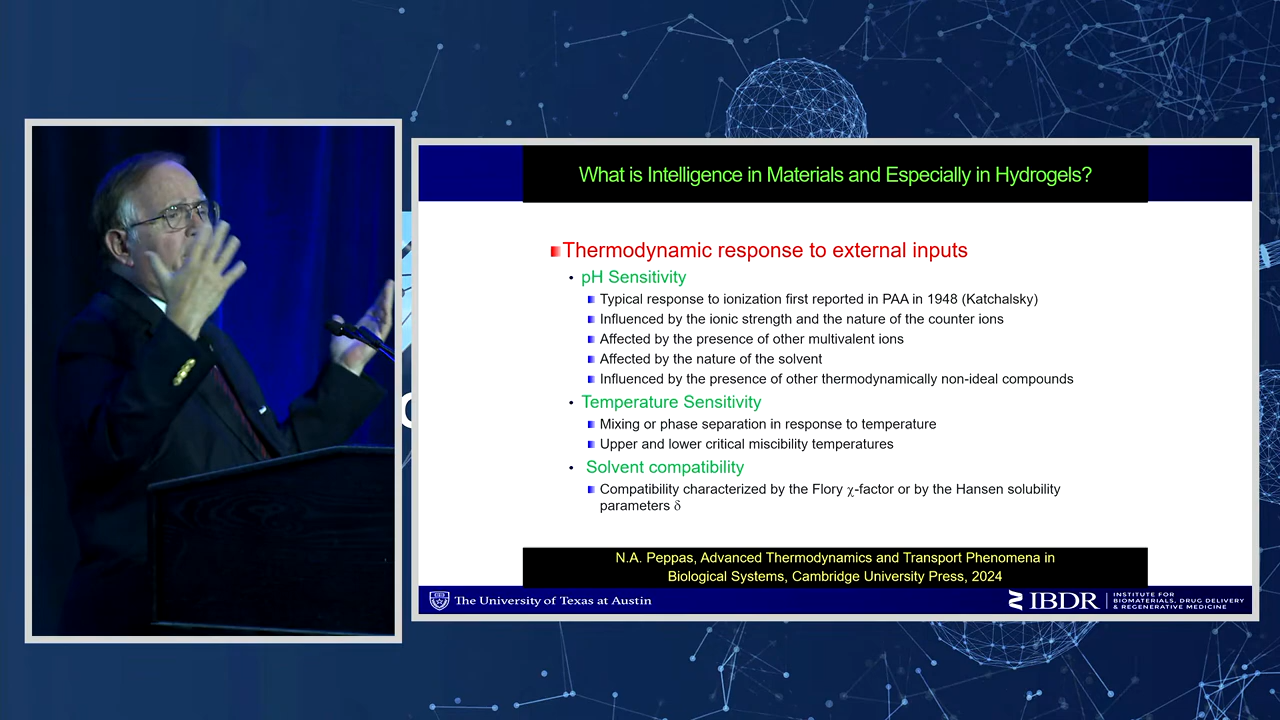 What is Intelligence in Materials and Especially in Hydrogels?
Thermodynamic response to external inputs
• pH Sensitivity
Typical response to ionization first reported in PAA in 1948 (Katchalsky)
Influenced by the ionic strength and the nature of the counter ions
Affected by the presence of other multivalent ions
Affected by the nature of the solvent
Influenced by the presence of other thermodynamically non-ideal compounds
• Temperature Sensitivity
Mixing or phase separation in response to temperature
Upper and lower critical miscibility temperatures
• Solvent compatibility
Compatibility characterized by the Flory χ-factor or by the Hansen solubility
parameters δ
N.A. Peppas, Advanced Thermodynamics and Transport Phenomena in
Biological Systems, Cambridge University Press, 2024
The University of Texas at Austin
IBDR
INSTITUTE FOR
BIOMATERIALS, DRUG DELIVERY
& REGENERATIVE MEDICINE